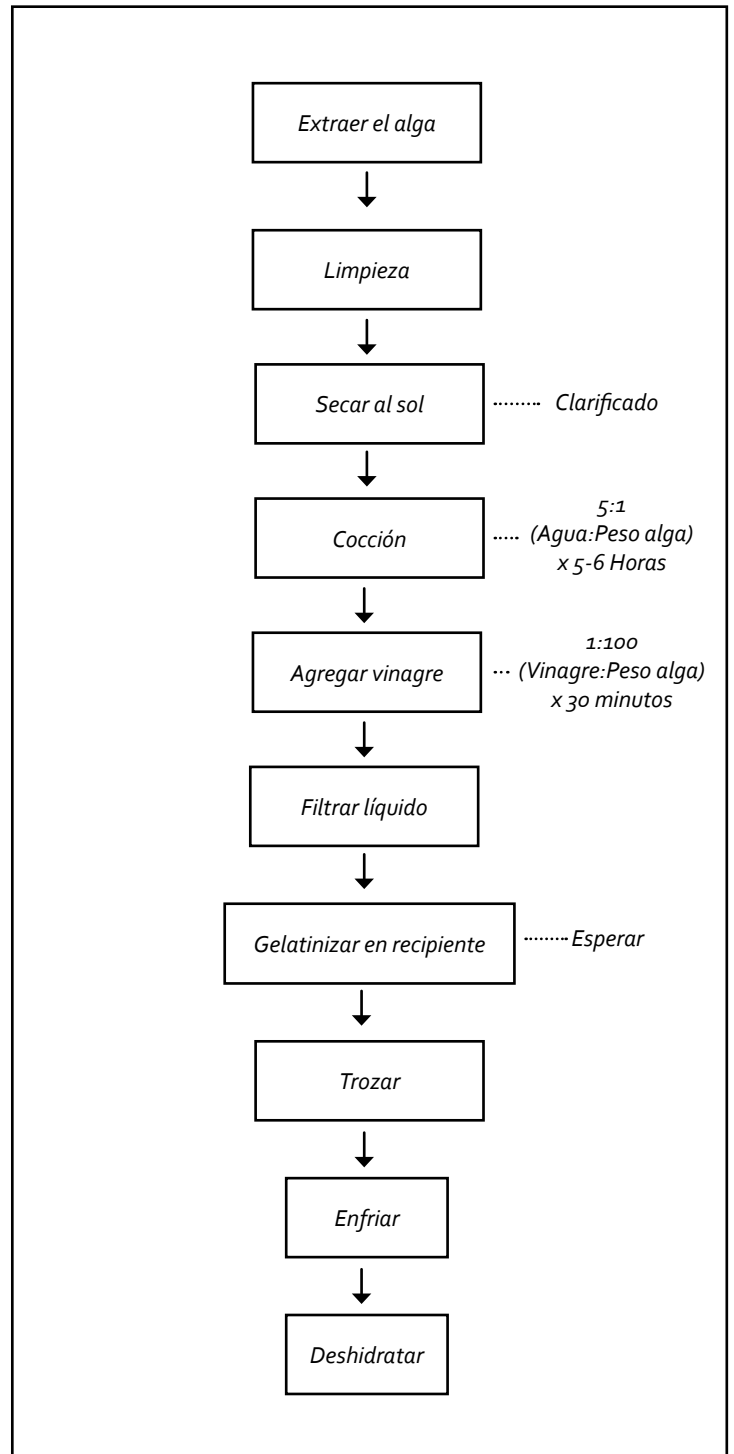 Extraer el alga
Limpieza
Secar al sol
Clarificado
Cocción
5:1
(Agua:Peso alga)
x 5-6 Horas
Agregar vinagre
1:100
(Vinagre:Peso alga)
x 30 minutos
Filtrar líquido
Gelatinizar en recipiente
Esperar
Trozar
Enfriar
Deshidratar